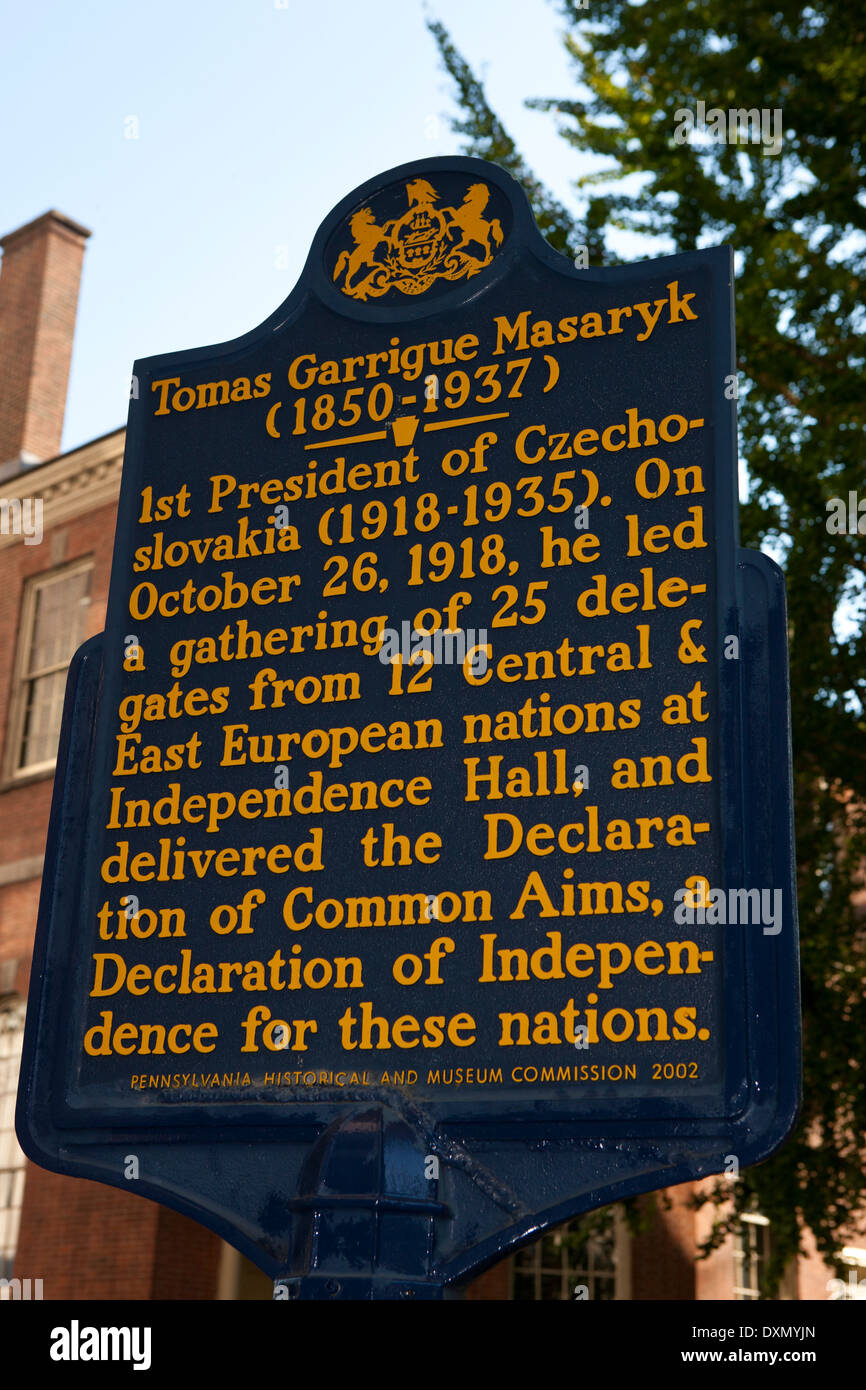 Tomas Garrigue Masaryk
(1850-1937)
1st President of Czecho-
slovakia (1918-1935). On
October 26, 1918, he led
a gathering of 25 dele-
gates from 12 Central &
East European nations at
Independence Hall, and
delivered the Declara-
tion of Common Aims, a
Declaration of Indepen-
dence for these nations.
PENNSYLVANIA HISTORICAL AND MUSEUM COMMISSION 2002
alamy
Image ID: DXMYJN
www.alamy.com